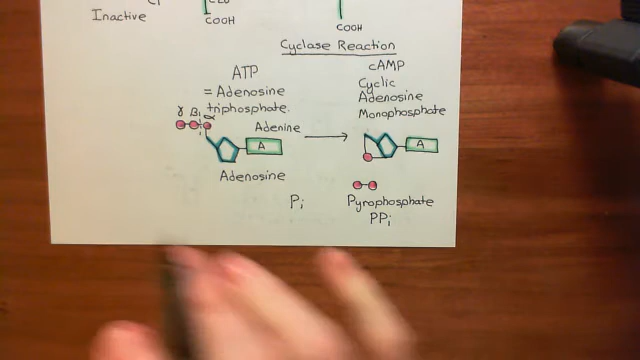 Inactive
COOH
COOH
Cyclase Reaction
ATP
= Adenosine
triphosphate.
γ β α
Adenine
A
Adenosine
cAMP
Cyclic
Adenosine
Monophosphate
A
Pi
Pyrophosphate
PPi